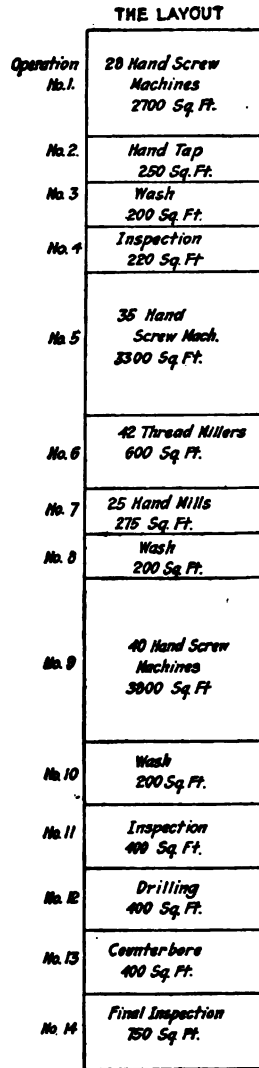 THE LAYOUT
Operation No. 1.
28 Hand Screw
Machines
2700 Sq. Ft.
No. 2.
Hand Tap
250 Sq. Ft.
No. 3
Wash
200 Sq. Ft.
No. 4
Inspection
220 Sq. Ft
No. 5
35 Hand
Screw Mach.
3300 Sq. Ft.
No. 6
42 Thread Millers
600 Sq. Ft.
No. 7
25 Hand Mills
275 Sq. Ft.
No. 8
Wash
200 Sq. Ft.
No. 9
40 Hand Screw
Machines
3800 Sq. Ft
No. 10
Wash
200 Sq. Ft.
No. 11
Inspection
400 Sq. Ft.
No. 12
Drilling
400 Sq. Ft.
No. 13
Counterbore
400 Sq. Ft.
No. 14
Final Inspection
750 Sq. Ft.